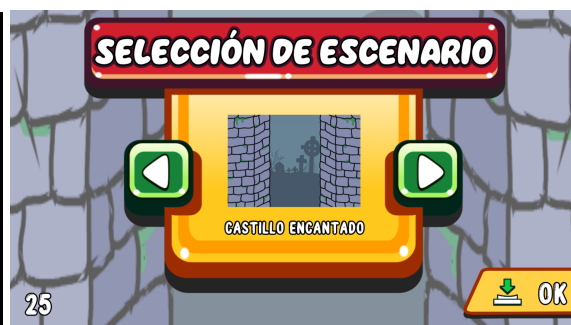 SELECCIÓN DE ESCENARIO
CASTILLO ENCANTADO
25
OK